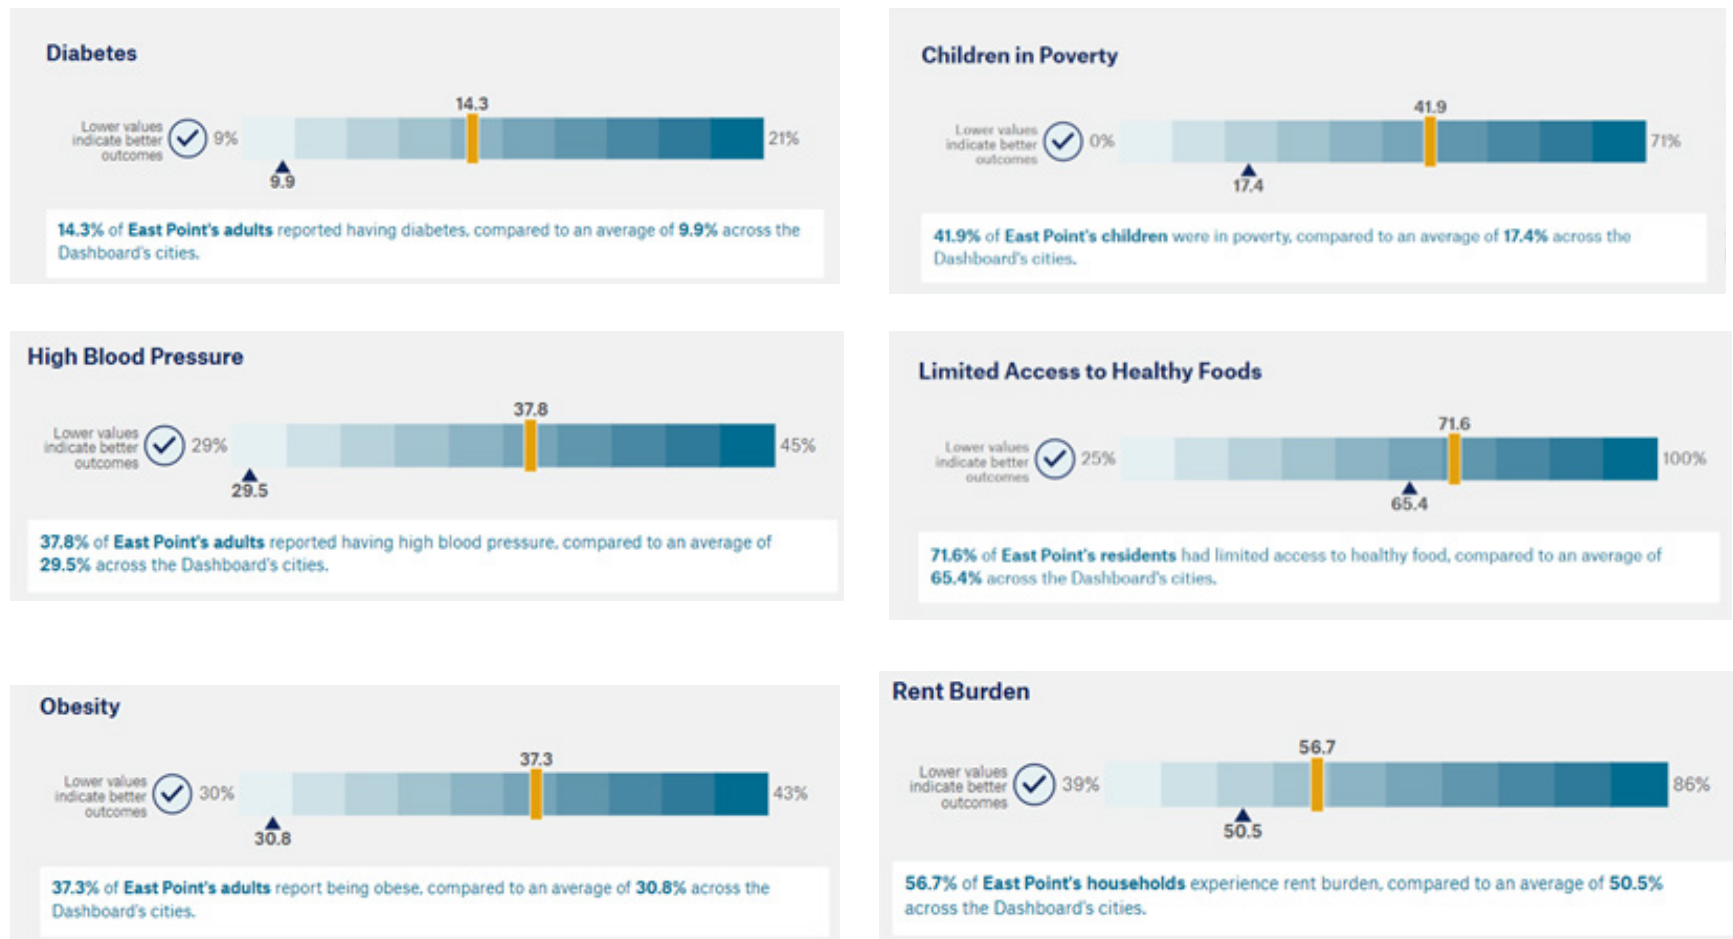 Diabetes
14.3
Lower values
indicate better
outcomes
9%
21%
9.9
14.3% of East Point's adults reported having diabetes, compared to an average of 9.9% across the
Dashboard's cities.
Children in Poverty
41.9
Lower values
indicate better
outcomes
0%
71%
17.4
41.9% of East Point's children were in poverty, compared to an average of 17.4% across the
Dashboard's cities.
High Blood Pressure
37.8
Lower values
indicate better
outcomes
29%
45%
29.5
37.8% of East Point's adults reported having high blood pressure, compared to an average of
29.5% across the Dashboard's cities.
Limited Access to Healthy Foods
71.6
Lower values
indicate better
outcomes
25%
100%
65.4
71.6% of East Point's residents had limited access to healthy food, compared to an average of
65.4% across the Dashboard's cities.
Obesity
37.3
Lower values
indicate better
outcomes
30%
43%
30.8
37.3% of East Point's adults report being obese, compared to an average of 30.8% across the
Dashboard's cities.
Rent Burden
56.7
Lower values
indicate better
outcomes
39%
86%
50.5
56.7% of East Point's households experience rent burden, compared to an average of 50.5%
across the Dashboard's cities.